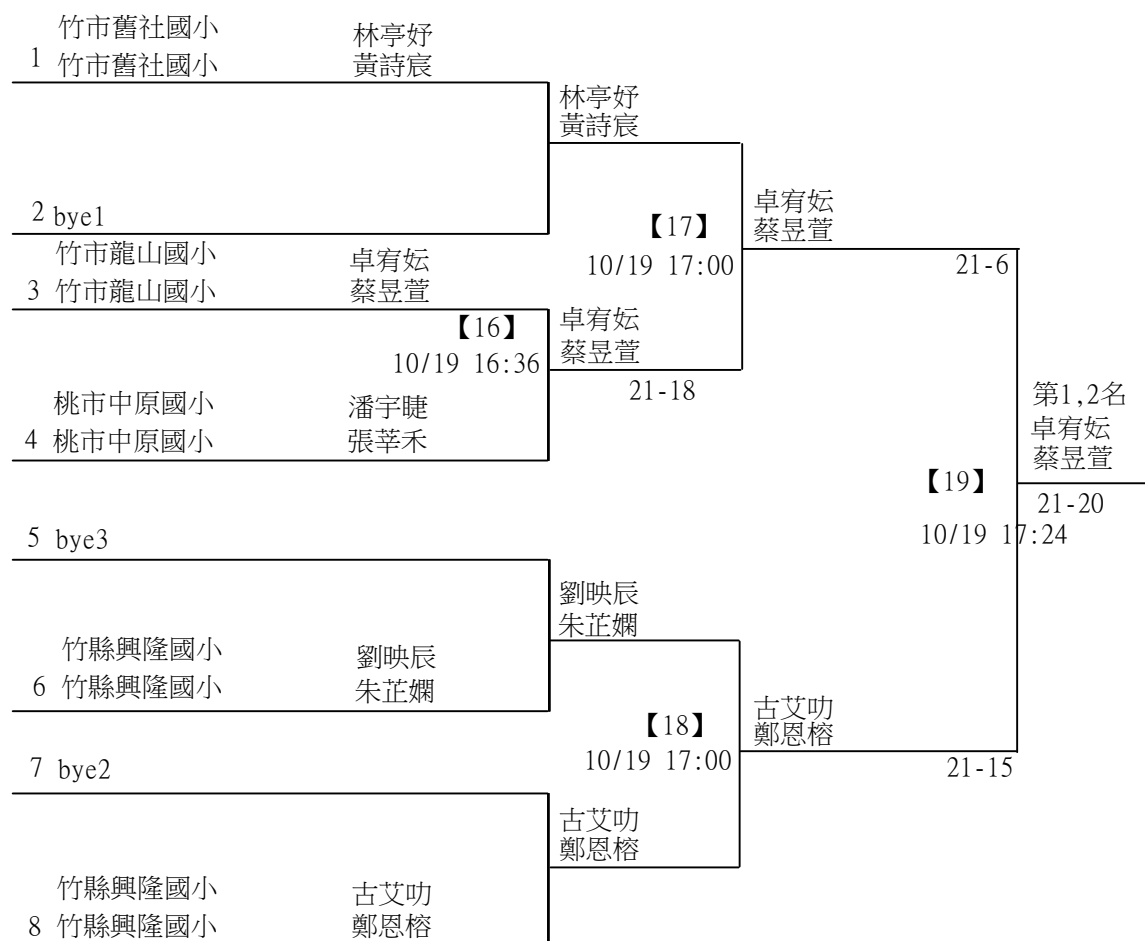 竹市舊社國小 林亭妤
1 竹市舊社國小 黃詩宸
林亭妤
黃詩宸
2 bye1
【17】
10/19 17:00
卓宥妘
蔡昱萱
21-6
竹市龍山國小 卓宥妘
3 竹市龍山國小 蔡昱萱
【16】
10/19 16:36
卓宥妘
蔡昱萱
21-18
桃市中原國小 潘宇睫
4 桃市中原國小 張莘禾
第1,2名
卓宥妘
蔡昱萱
【19】
21-20
10/19 17:24
5 bye3
劉映辰
朱芷嫻
竹縣興隆國小 劉映辰
6 竹縣興隆國小 朱芷嫻
【18】
10/19 17:00
古艾叻
鄭恩榕
21-15
7 bye2
古艾叻
鄭恩榕
竹縣興隆國小 古艾叻
8 竹縣興隆國小 鄭恩榕